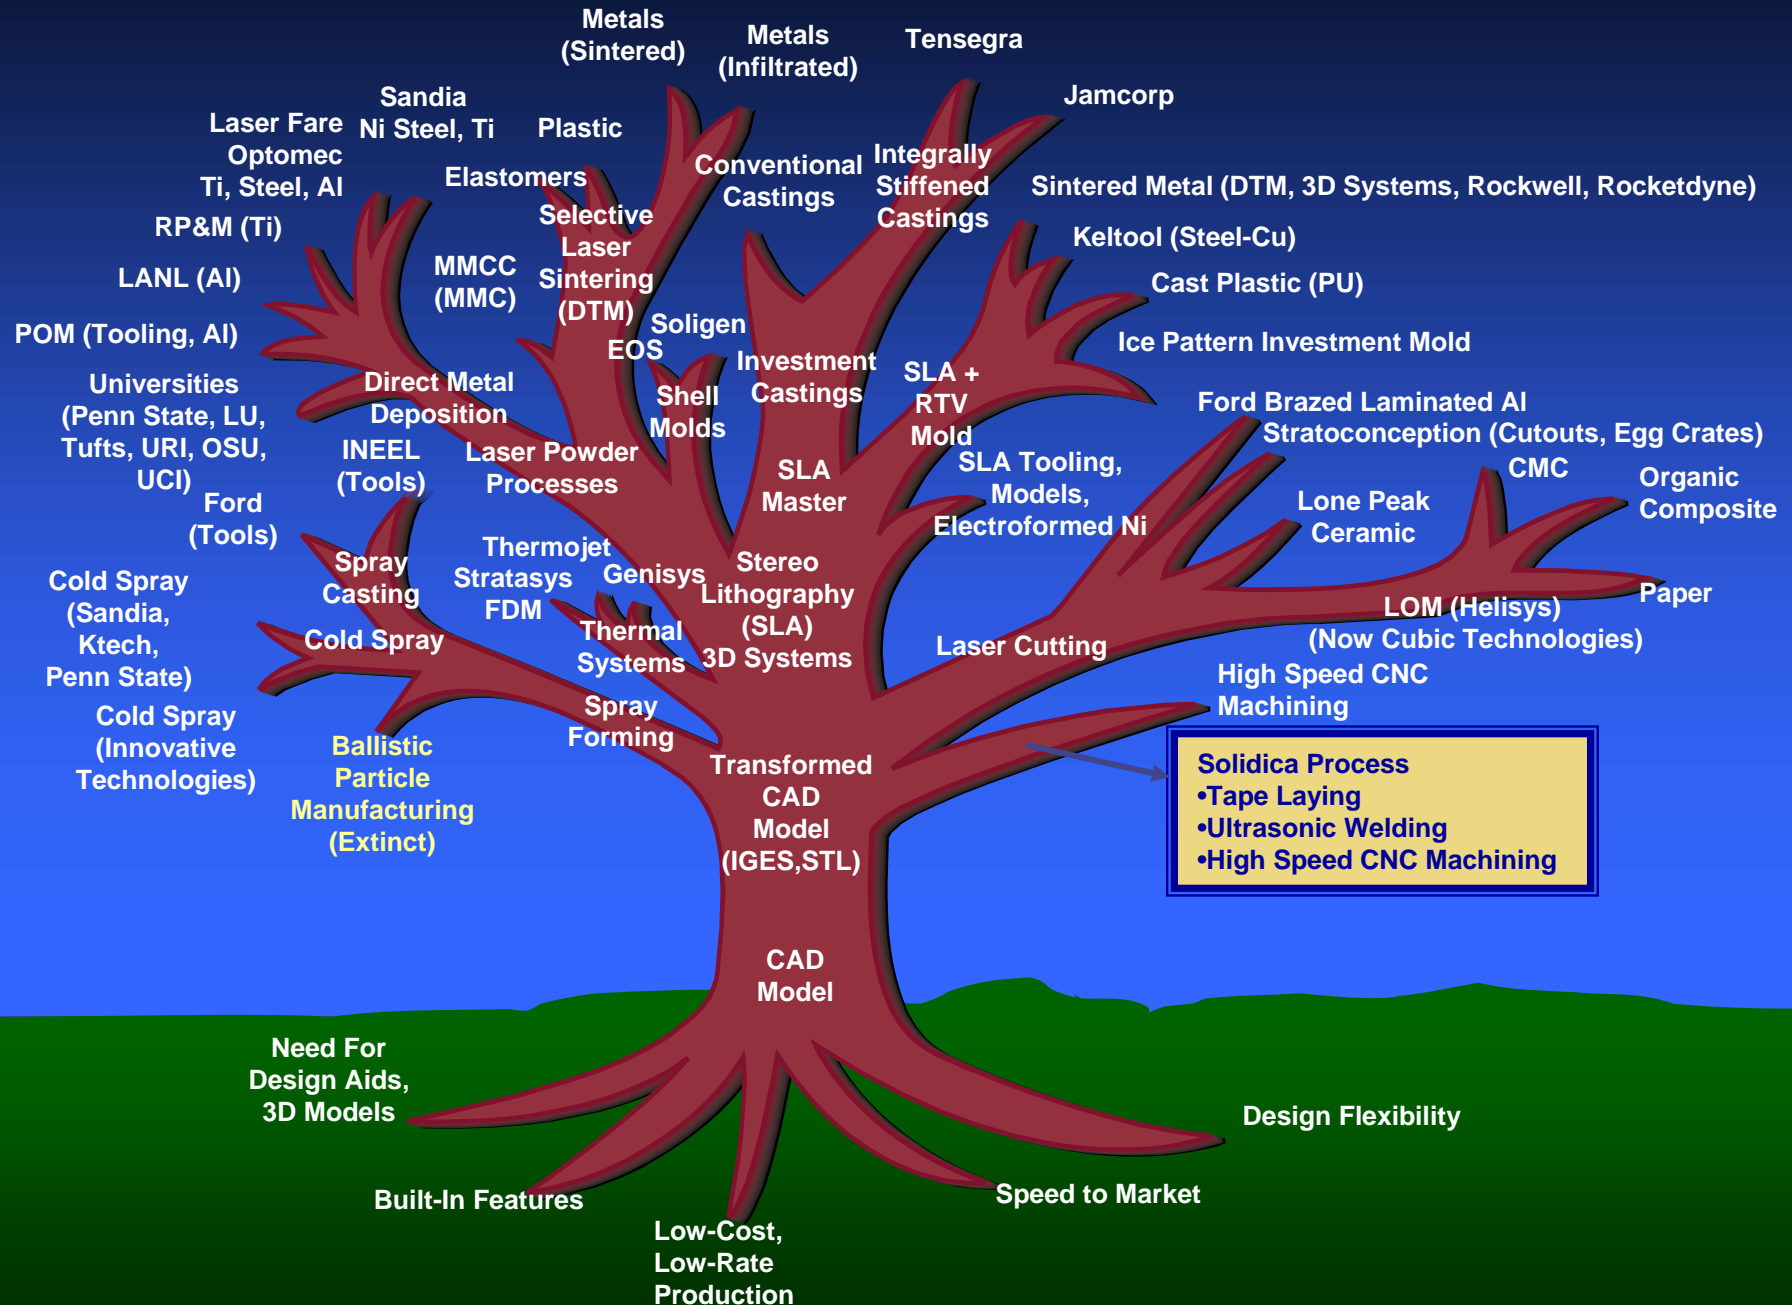 Metals
(Sintered)
Metals
(Infiltrated)
Tensegra
Jamcorp
Sandia
Ni Steel, Ti
Laser Fare
Optomec
Ti, Steel, Al
Plastic
Elastomers
Conventional
Castings
Integrally
Stiffened
Castings
Sintered Metal (DTM, 3D Systems, Rockwell, Rocketdyne)
RP&M (Ti)
Selective
Laser
Sintering
(DTM)
Keltool (Steel-Cu)
LANL (Al)
MMCC
(MMC)
Cast Plastic (PU)
POM (Tooling, Al)
Soligen
EOS
Ice Pattern Investment Mold
Investment
Castings
SLA +
RTV
Mold
Universities
(Penn State, LU,
Tufts, URI, OSU,
UCI)
Direct Metal
Deposition
Shell
Molds
Ford Brazed Laminated Al
Stratoconception (Cutouts, Egg Crates)
INEEL
(Tools)
Laser Powder
Processes
SLA
Master
SLA Tooling,
Models,
Electroformed Ni
CMC
Organic
Composite
Ford
(Tools)
Lone Peak
Ceramic
Spray
Casting
Thermojet
Stratasys
FDM
Genisys
Stereo
Lithography
(SLA)
3D Systems
Cold Spray
(Sandia,
Ktech,
Penn State)
Cold Spray
Thermal
Systems
Paper
LOM (Helisys)
(Now Cubic Technologies)
Laser Cutting
High Speed CNC
Machining
Cold Spray
(Innovative
Technologies)
Spray
Forming
Ballistic
Particle
Manufacturing
(Extinct)
Transformed
CAD
Model
(IGES,STL)
Solidica Process
•Tape Laying
•Ultrasonic Welding
•High Speed CNC Machining
CAD
Model
Need For
Design Aids,
3D Models
Design Flexibility
Built-In Features
Speed to Market
Low-Cost,
Low-Rate
Production